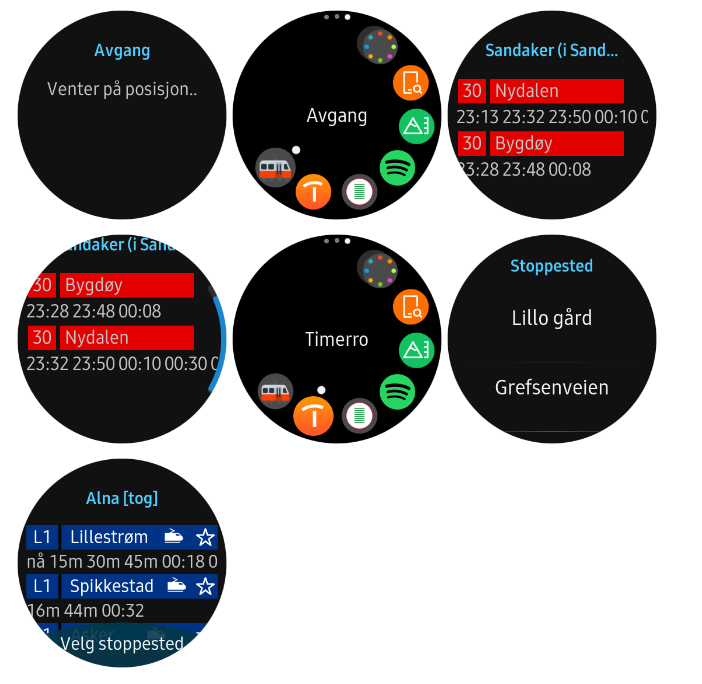 Avgang
Venter på posisjon..
Avgang
Sandaker (i Sand...
30 Nydalen
23:13 23:32 23:50 00:10 0
30 Bygdøy
23:28 23:48 00:08
Sandaker (i Sand
30 Bygdøy
23:28 23:48 00:08
30 Nydalen
23:32 23:50 00:10 00:30 0
Timerro
Stoppested
Lillo gård
Grefsenveien
Alna [tog]
L1 Lillestrøm
nå 15m 30m 45m 00:18 0
L1 Spikkestad
16m 44m 00:32
L1 Asker
Velg stoppested